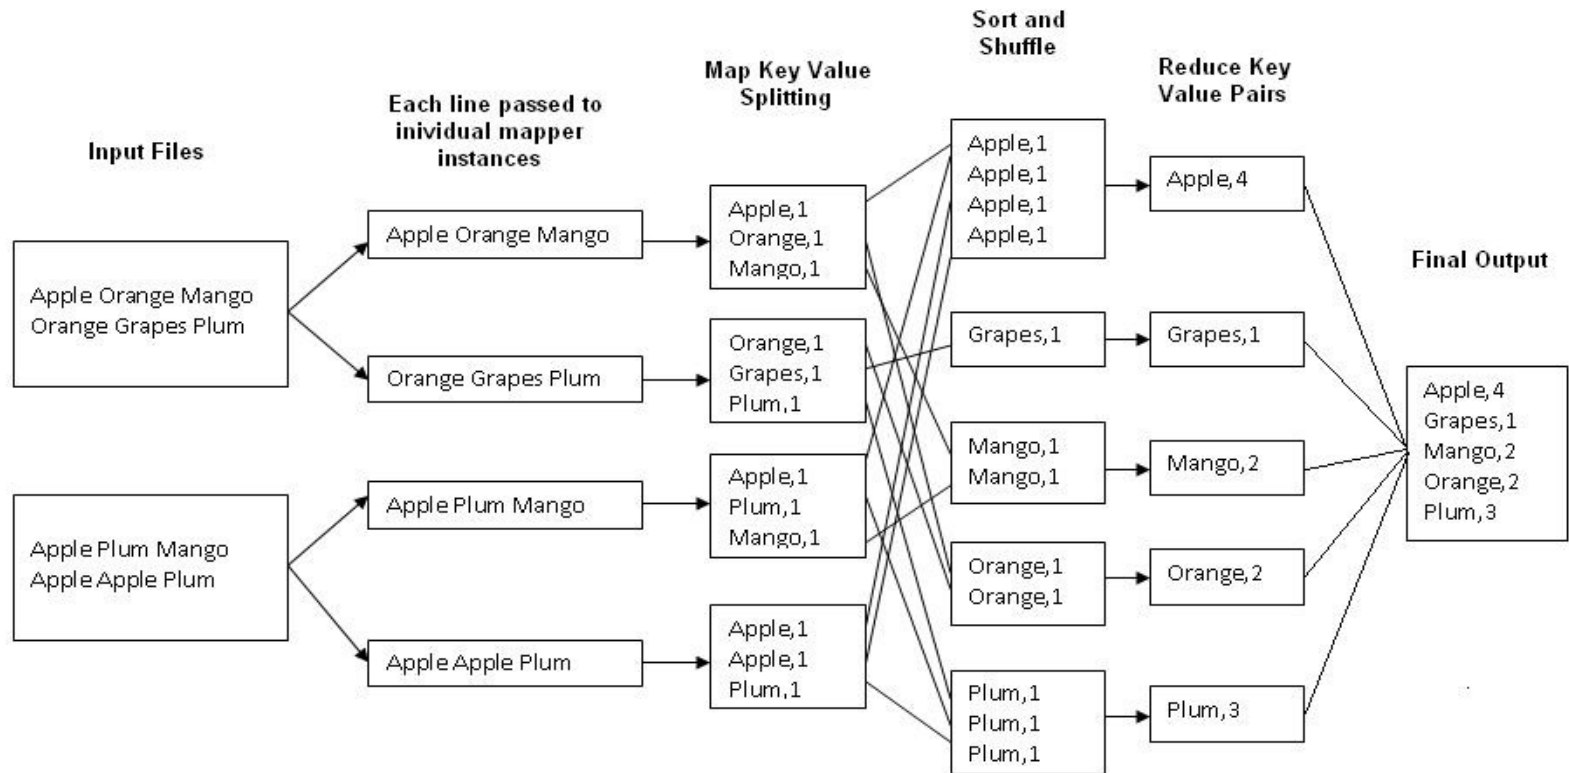 Input Files
Apple Orange Mango
Orange Grapes Plum
Apple Plum Mango
Apple Apple Plum
Each line passed to
inividual mapper
instances
Apple Orange Mango
Orange Grapes Plum
Apple Plum Mango
Apple Apple Plum
Map Key Value
Splitting
Apple,1
Orange,1
Mango,1
Orange,1
Grapes,1
Plum,1
Apple,1
Plum,1
Mango,1
Apple,1
Apple,1
Plum,1
Sort and
Shuffle
Apple,1
Apple,1
Apple,1
Apple,1
Grapes,1
Mango,1
Mango,1
Orange,1
Orange,1
Plum,1
Plum,1
Plum,1
Reduce Key
Value Pairs
Apple,4
Grapes,1
Mango,2
Orange,2
Plum,3
Final Output
Apple,4
Grapes,1
Mango,2
Orange,2
Plum,3